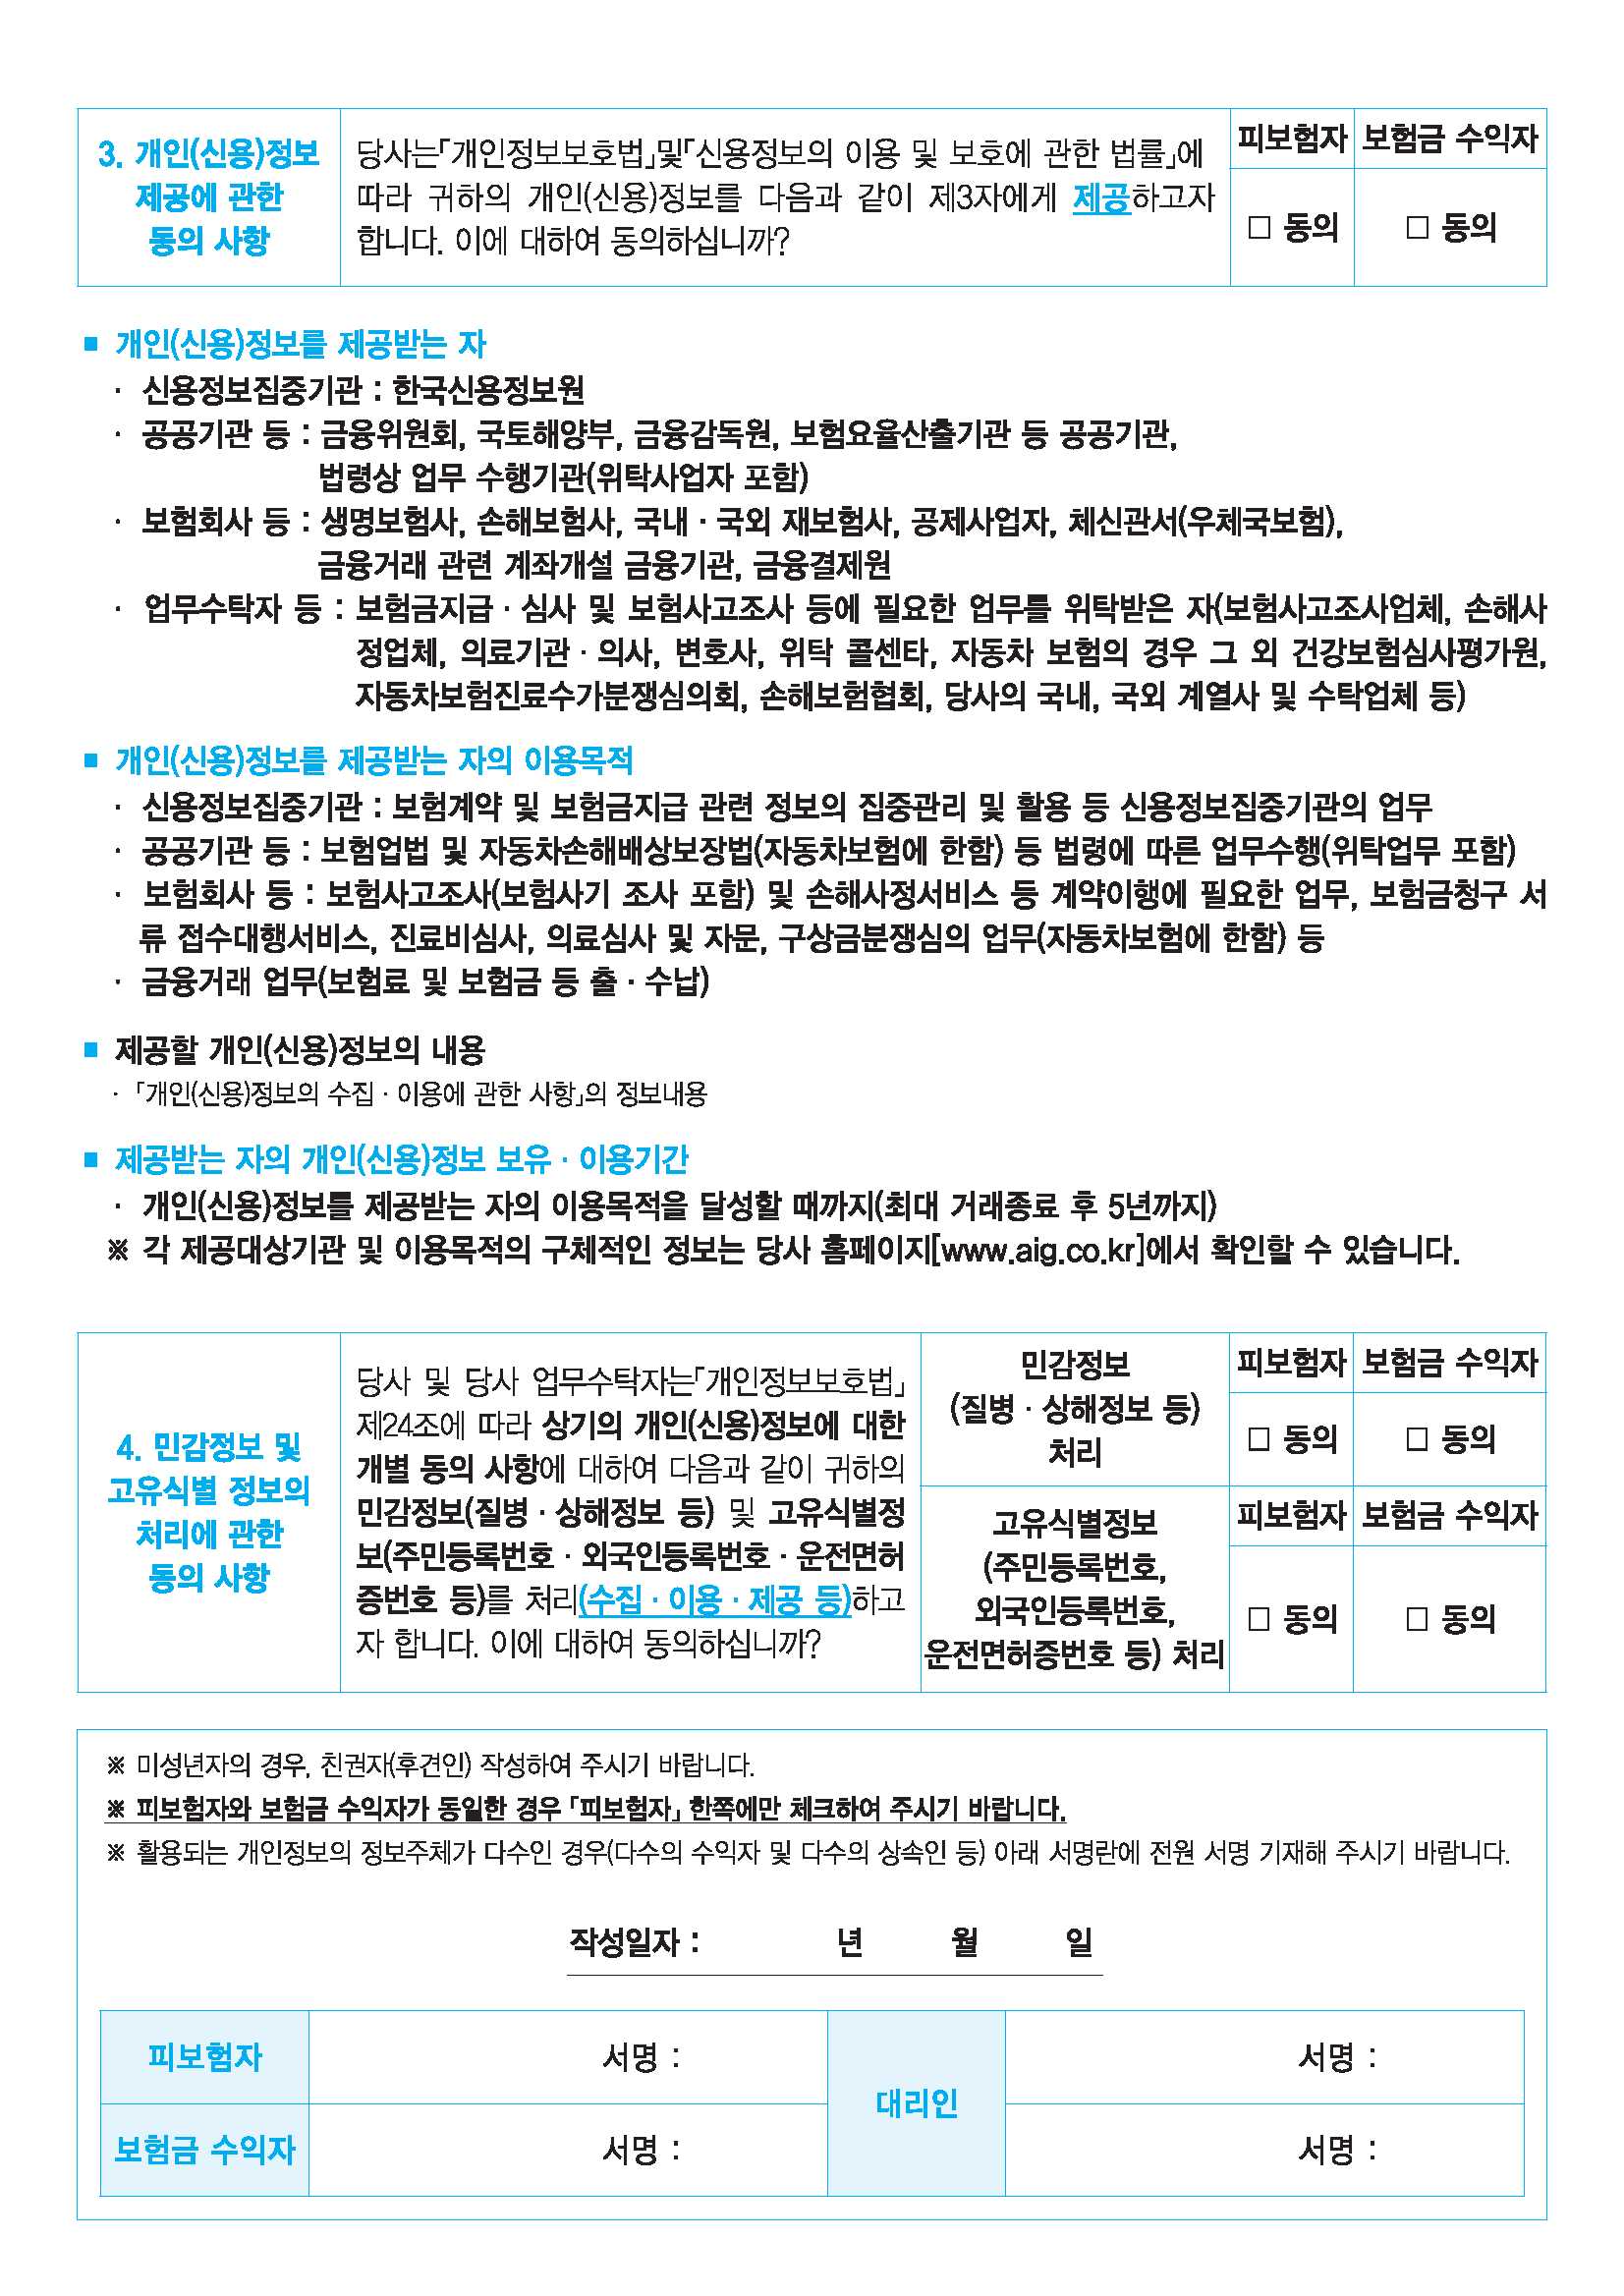 3. 개인(신용)정보
제공에 관한
동의 사항
당사는「개인정보보호법」및「신용정보의 이용 및 보호에 관한 법률」에
따라 귀하의 개인(신용)정보를 다음과 같이 제3자에게 제공하고자
합니다. 이에 대하여 동의하십니까?
피보험자 보험금 수익자
□ 동의 □ 동의
■ 개인(신용)정보를 제공받는 자
· 신용정보집중기관 : 한국신용정보원
· 공공기관 등 : 금융위원회, 국토해양부, 금융감독원, 보험요율산출기관 등 공공기관,
법령상 업무 수행기관(위탁사업자 포함)
· 보험회사 등 : 생명보험사, 손해보험사, 국내 · 국외 재보험사, 공제사업자, 체신관서(우체국보험),
금융거래 관련 계좌개설 금융기관, 금융결제원
· 업무수탁자 등 : 보험금지급 · 심사 및 보험사고조사 등에 필요한 업무를 위탁받은 자(보험사고조사업체, 손해사
정업체, 의료기관 · 의사, 변호사, 위탁 콜센타, 자동차 보험의 경우 그 외 건강보험심사평가원,
자동차보험진료수가분쟁심의회, 손해보험협회, 당사의 국내, 국외 계열사 및 수탁업체 등)
■ 개인(신용)정보를 제공받는 자의 이용목적
· 신용정보집중기관 : 보험계약 및 보험금지급 관련 정보의 집중관리 및 활용 등 신용정보집중기관의 업무
· 공공기관 등 : 보험업법 및 자동차손해배상보장법(자동차보험에 한함) 등 법령에 따른 업무수행(위탁업무 포함)
· 보험회사 등 : 보험사고조사(보험사기 조사 포함) 및 손해사정서비스 등 계약이행에 필요한 업무, 보험금청구 서
류 접수대행서비스, 진료비심사, 의료심사 및 자문, 구상금분쟁심의 업무(자동차보험에 한함) 등
· 금융거래 업무(보험료 및 보험금 등 출 · 수납)
■ 제공할 개인(신용)정보의 내용
· 「개인(신용)정보의 수집 · 이용에 관한 사항」의 정보내용
■ 제공받는 자의 개인(신용)정보 보유 · 이용기간
· 개인(신용)정보를 제공받는 자의 이용목적을 달성할 때까지(최대 거래종료 후 5년까지)
※ 각 제공대상기관 및 이용목적의 구체적인 정보는 당사 홈페이지[www.aig.co.kr]에서 확인할 수 있습니다.
4. 민감정보 및
고유식별 정보의
처리에 관한
동의 사항
당사 및 당사 업무수탁자는「개인정보보호법」
제24조에 따라 상기의 개인(신용)정보에 대한
개별 동의 사항에 대하여 다음과 같이 귀하의
민감정보(질병 · 상해정보 등) 및 고유식별정
보(주민등록번호 · 외국인등록번호 · 운전면허
증번호 등)를 처리(수집 · 이용 · 제공 등)하고
자 합니다. 이에 대하여 동의하십니까?
민감정보
(질병 · 상해정보 등)
처리
피보험자 보험금 수익자
□ 동의 □ 동의
고유식별정보
(주민등록번호,
외국인등록번호,
운전면허증번호 등) 처리
피보험자 보험금 수익자
□ 동의 □ 동의
※ 미성년자의 경우, 친권자(후견인) 작성하여 주시기 바랍니다.
※ 피보험자와 보험금 수익자가 동일한 경우 「피보험자」 한쪽에만 체크하여 주시기 바랍니다.
※ 활용되는 개인정보의 정보주체가 다수인 경우(다수의 수익자 및 다수의 상속인 등) 아래 서명란에 전원 서명 기재해 주시기 바랍니다.
작성일자 : 년 월 일
피보험자 서명 :
보험금 수익자 서명 :
대리인
서명 :
서명 :